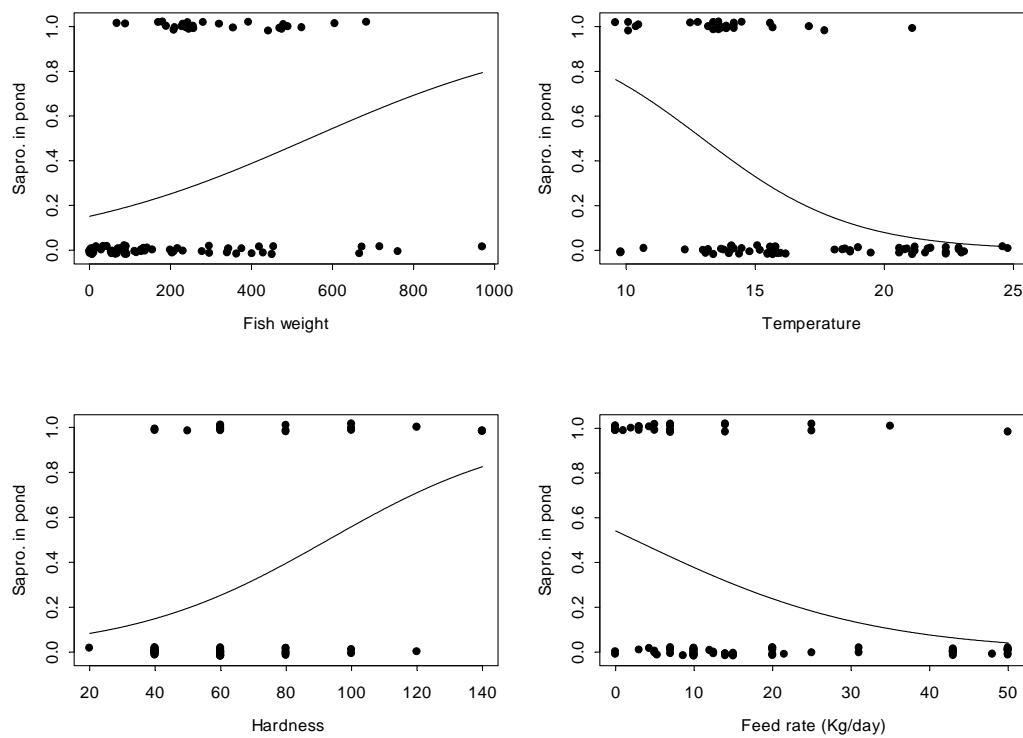 Sapro. in pond
1.0
0.8
0.6
0.4
0.2
0.0
0 200 400 600 800 1000
Fish weight
Sapro. in pond
1.0
0.8
0.6
0.4
0.2
0.0
10 15 20 25
Temperature
Sapro. in pond
1.0
0.8
0.6
0.4
0.2
0.0
20 40 60 80 100 120 140
Hardness
Sapro. in pond
1.0
0.8
0.6
0.4
0.2
0.0
0 10 20 30 40 50
Feed rate (Kg/day)